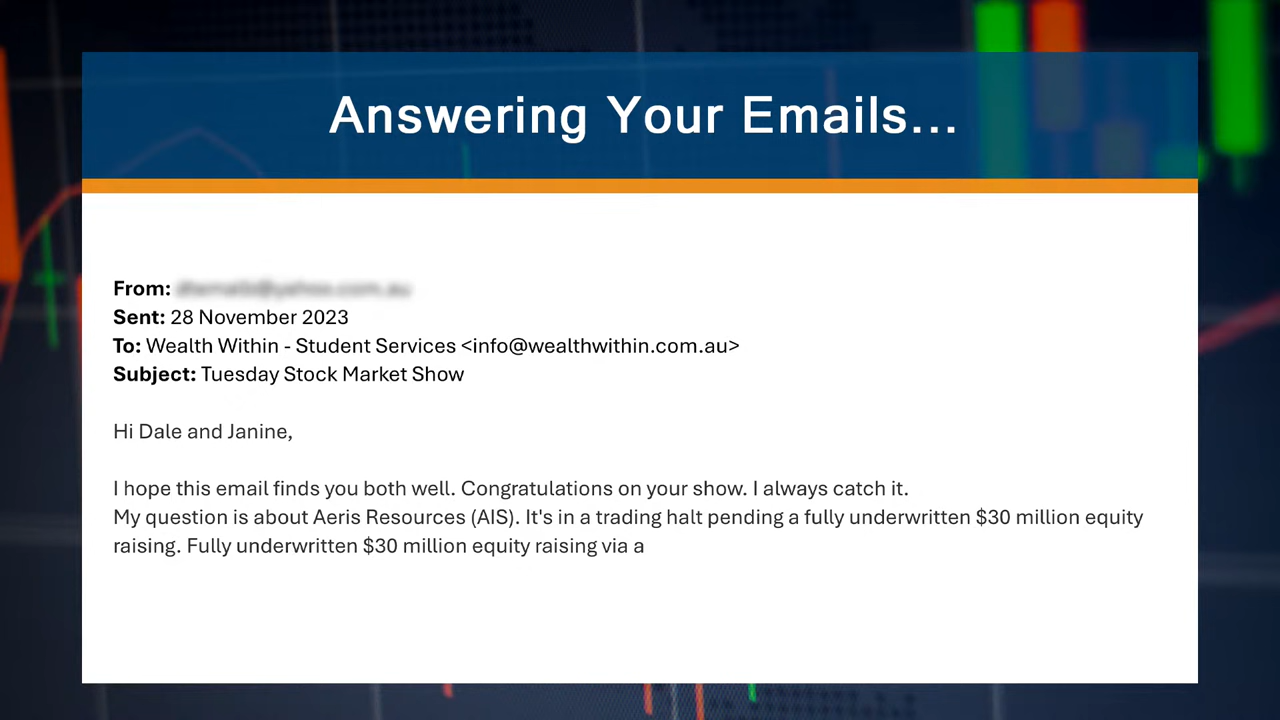 Answering Your Emails...
From:
Sent: 28 November 2023
To: Wealth Within - Student Services <info@wealthwithin.com.au>
Subject: Tuesday Stock Market Show
Hi Dale and Janine,
I hope this email finds you both well. Congratulations on your show. I always catch it.
My question is about Aeris Resources (AIS). It's in a trading halt pending a fully underwritten $30 million equity
raising. Fully underwritten $30 million equity raising via a